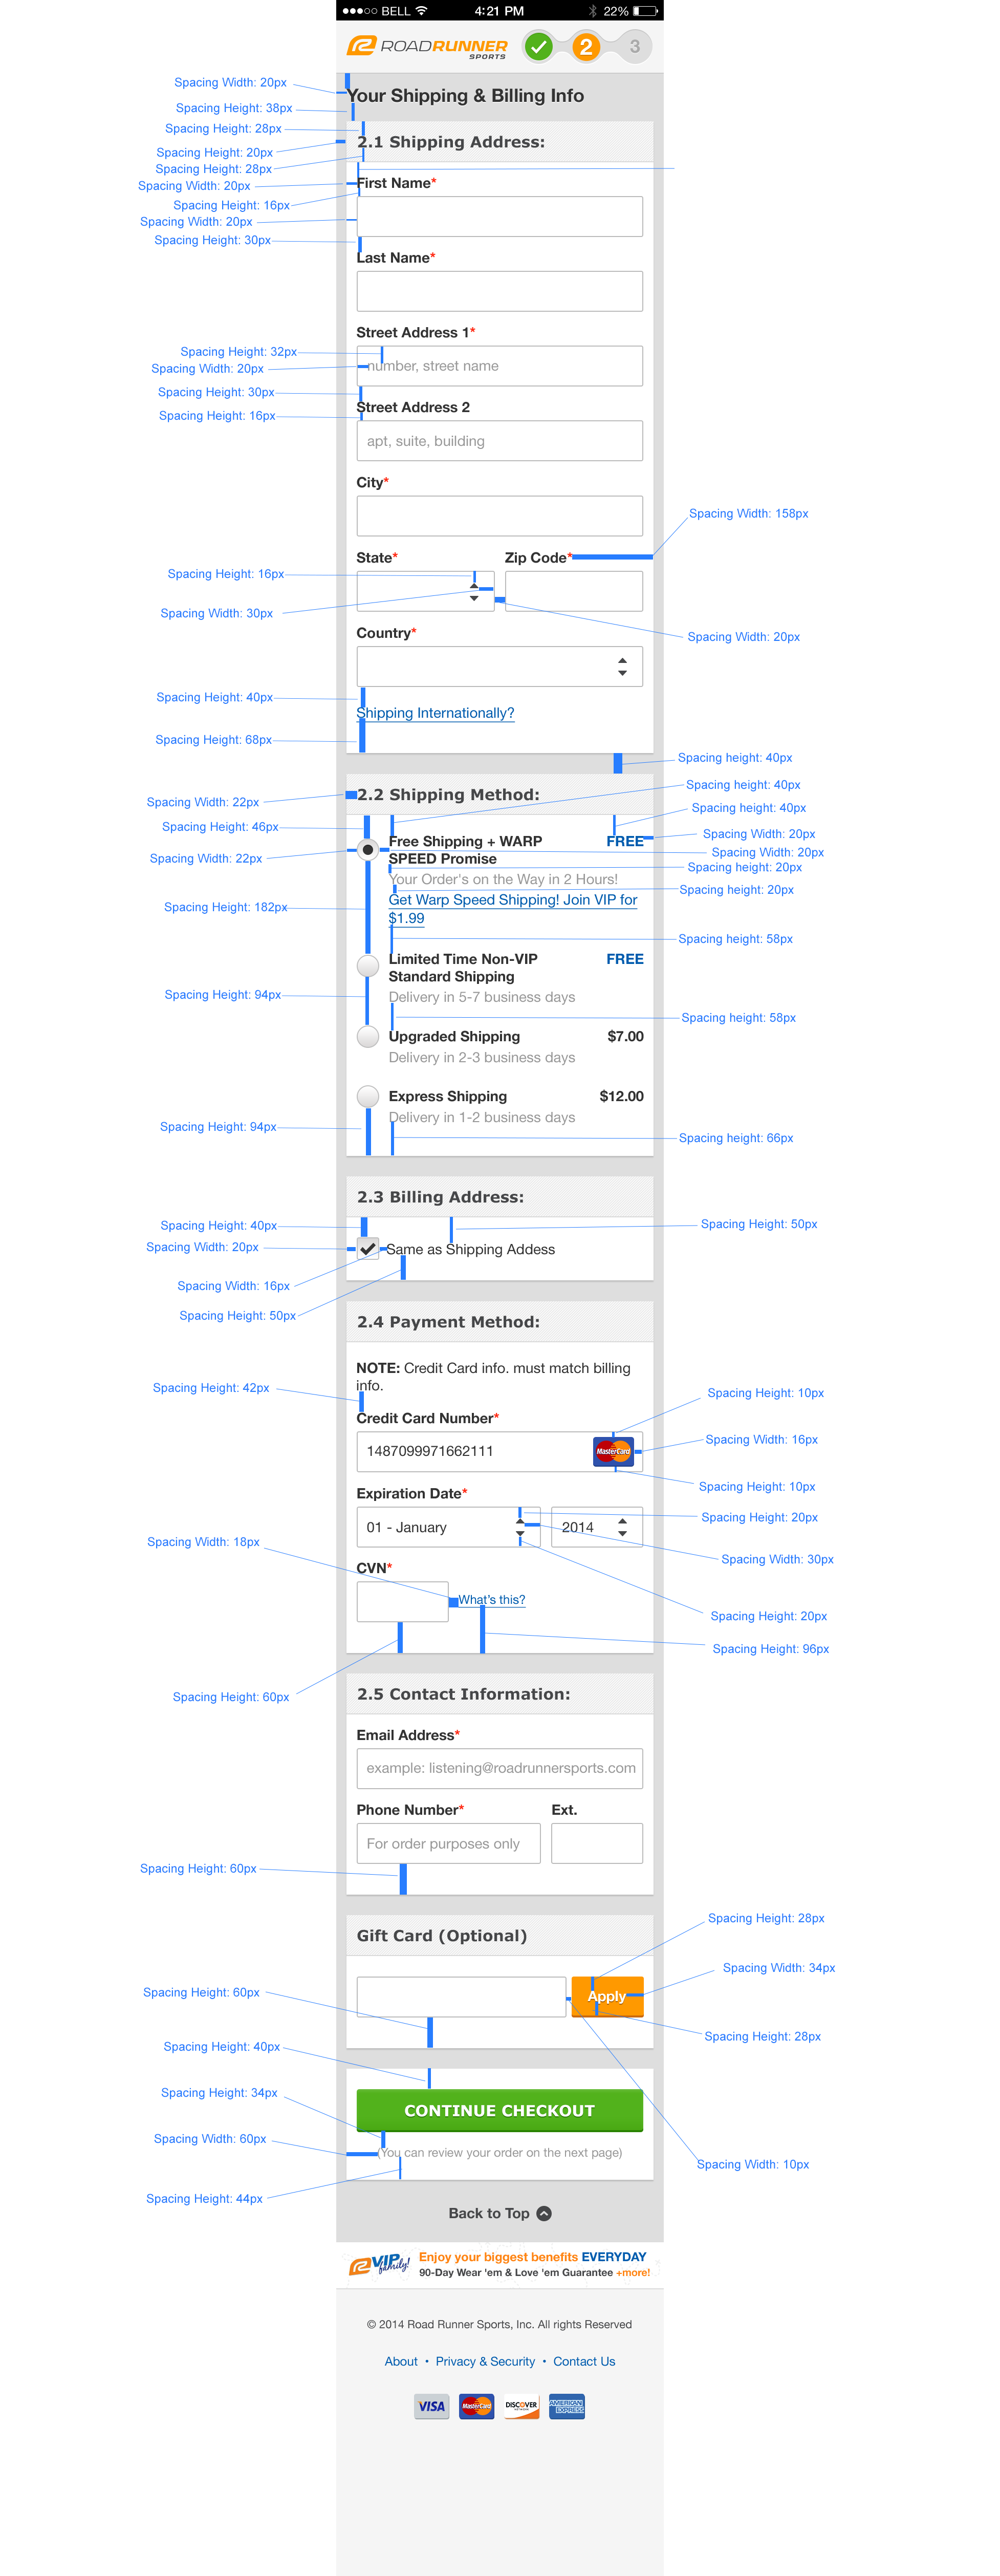 BELL 4:21 PM 22%
ROADRUNNER SPORTS ✓ 2 3
Spacing Width: 20px
Your Shipping & Billing Info
Spacing Height: 38px
Spacing Height: 28px
2.1 Shipping Address:
Spacing Height: 20px
Spacing Height: 28px
Spacing Width: 20px
First Name*
Spacing Height: 16px
Spacing Width: 20px
Spacing Height: 30px
Last Name*
Street Address 1*
Spacing Height: 32px
Spacing Width: 20px
number, street name
Spacing Height: 30px
Street Address 2
Spacing Height: 16px
apt, suite, building
City*
Spacing Width: 158px
State* Zip Code*
Spacing Height: 16px
Spacing Width: 30px
Country*
Spacing Width: 20px
Spacing Height: 40px
Shipping Internationally?
Spacing Height: 68px
Spacing height: 40px
Spacing height: 40px
2.2 Shipping Method:
Spacing Width: 22px
Spacing height: 40px
Spacing Height: 46px
Spacing Width: 20px
Free Shipping + WARP FREE
SPEED Promise
Spacing Width: 20px
Spacing Width: 22px
Spacing height: 20px
Your Order's on the Way in 2 Hours!
Spacing height: 20px
Get Warp Speed Shipping! Join VIP for
$1.99
Spacing Height: 182px
Spacing height: 58px
Limited Time Non-VIP FREE
Standard Shipping
Spacing Height: 94px
Delivery in 5-7 business days
Spacing height: 58px
Upgraded Shipping $7.00
Delivery in 2-3 business days
Express Shipping $12.00
Delivery in 1-2 business days
Spacing Height: 94px
Spacing height: 66px
2.3 Billing Address:
Spacing Height: 50px
Spacing Height: 40px
Spacing Width: 20px
Same as Shipping Addess
Spacing Width: 16px
Spacing Height: 50px
2.4 Payment Method:
NOTE: Credit Card info. must match billing
info.
Spacing Height: 42px
Spacing Height: 10px
Credit Card Number*
Spacing Width: 16px
1487099971662111 MasterCard
Spacing Height: 10px
Expiration Date*
Spacing Height: 20px
01 - January 2014
Spacing Width: 18px
Spacing Width: 30px
CVN*
What's this?
Spacing Height: 20px
Spacing Height: 96px
Spacing Height: 60px
2.5 Contact Information:
Email Address*
example: listening@roadrunnersports.com
Phone Number* Ext.
For order purposes only
Spacing Height: 60px
Spacing Height: 28px
Gift Card (Optional)
Spacing Width: 34px
Spacing Height: 60px
Apply
Spacing Height: 28px
Spacing Height: 40px
Spacing Height: 34px
CONTINUE CHECKOUT
Spacing Width: 60px
(You can review your order on the next page)
Spacing Width: 10px
Spacing Height: 44px
Back to Top
VIP family! Enjoy your biggest benefits EVERYDAY
90-Day Wear 'em & Love 'em Guarantee +more!
© 2014 Road Runner Sports, Inc. All rights Reserved
About • Privacy & Security • Contact Us
VISA MasterCard DISCOVER NETWORK AMERICAN EXPRESS